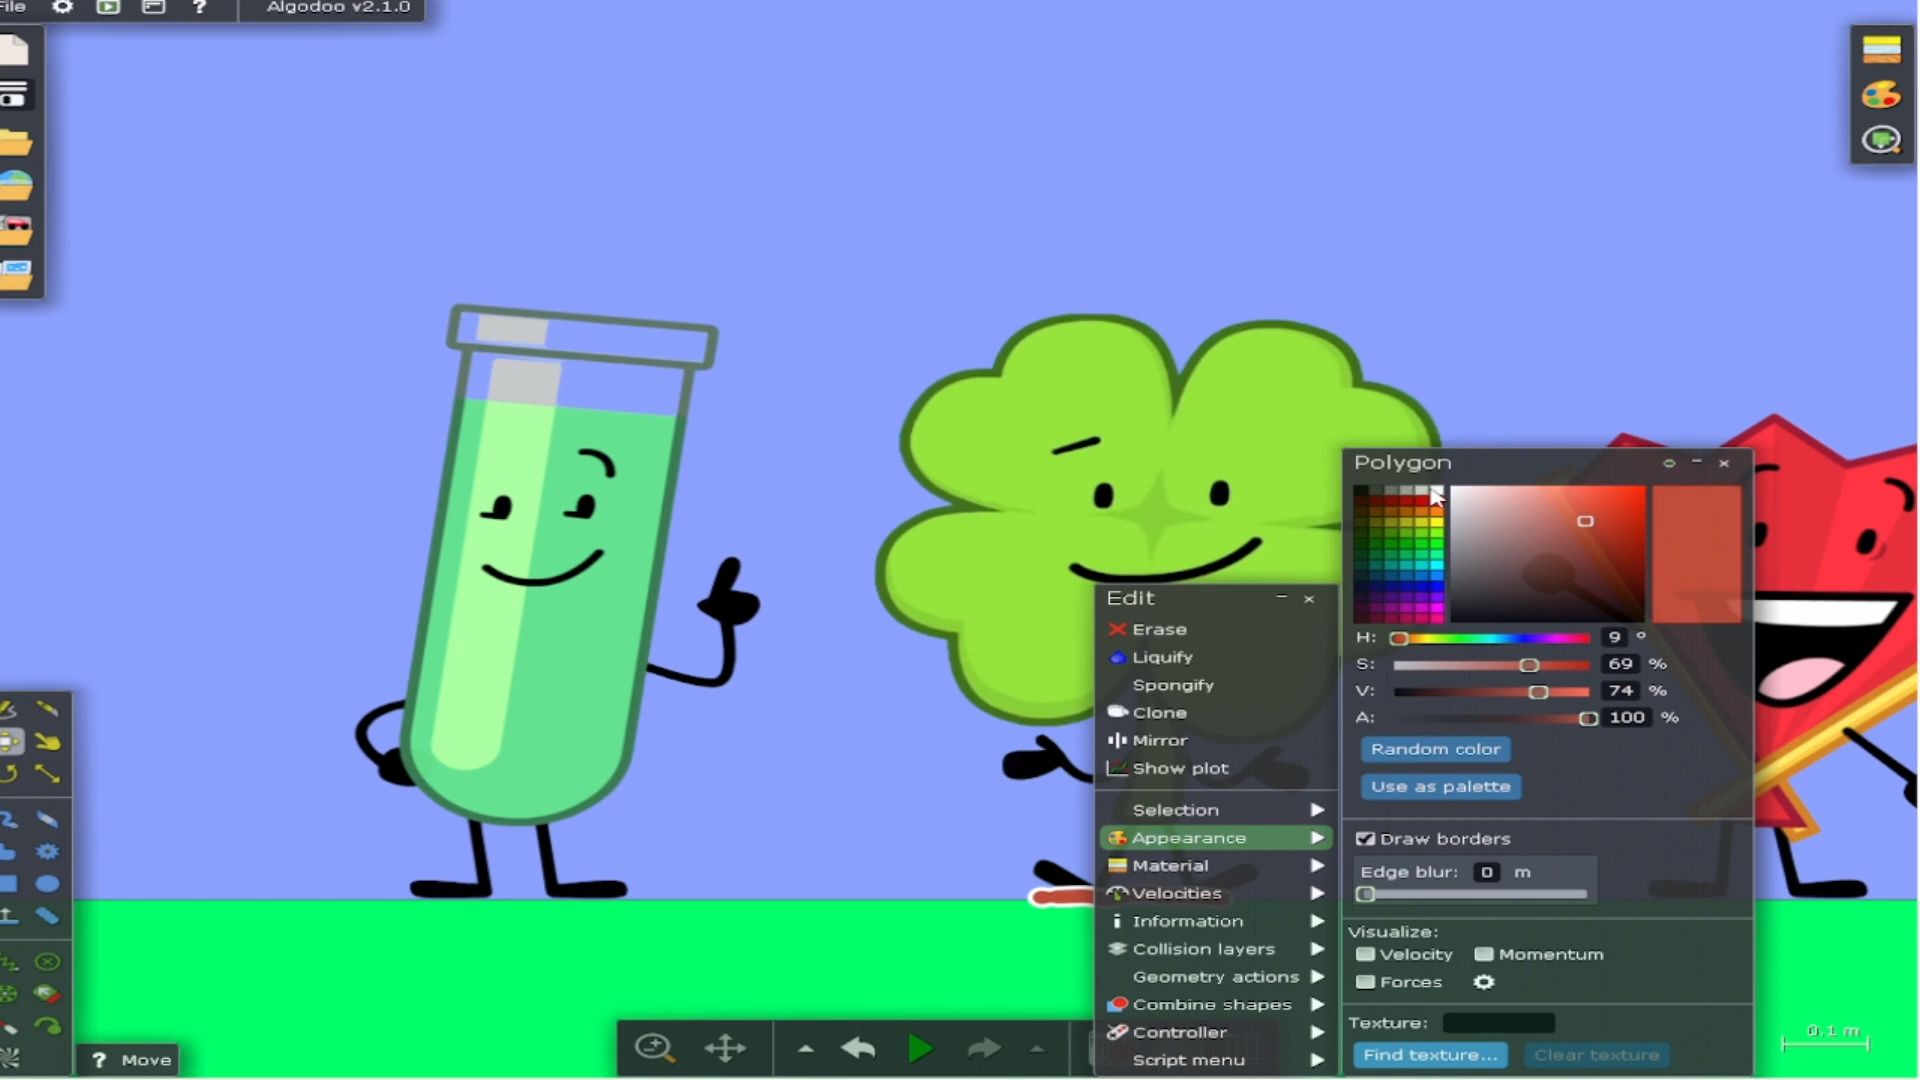 File
?
Algodoo v2.1.0
Polygon
H: 9 °
S: 69 %
V: 74 %
A: 100 %
Random color
Use as palette
Draw borders
Edge blur: 0 m
Visualize:
Velocity Momentum
Forces
Texture:
Find texture... Clear texture
Edit
Erase
Liquify
Spongify
Clone
Mirror
Show plot
Selection
Appearance
Material
Velocities
Information
Collision layers
Geometry actions
Combine shapes
Controller
Script menu
? Move
0.1 m